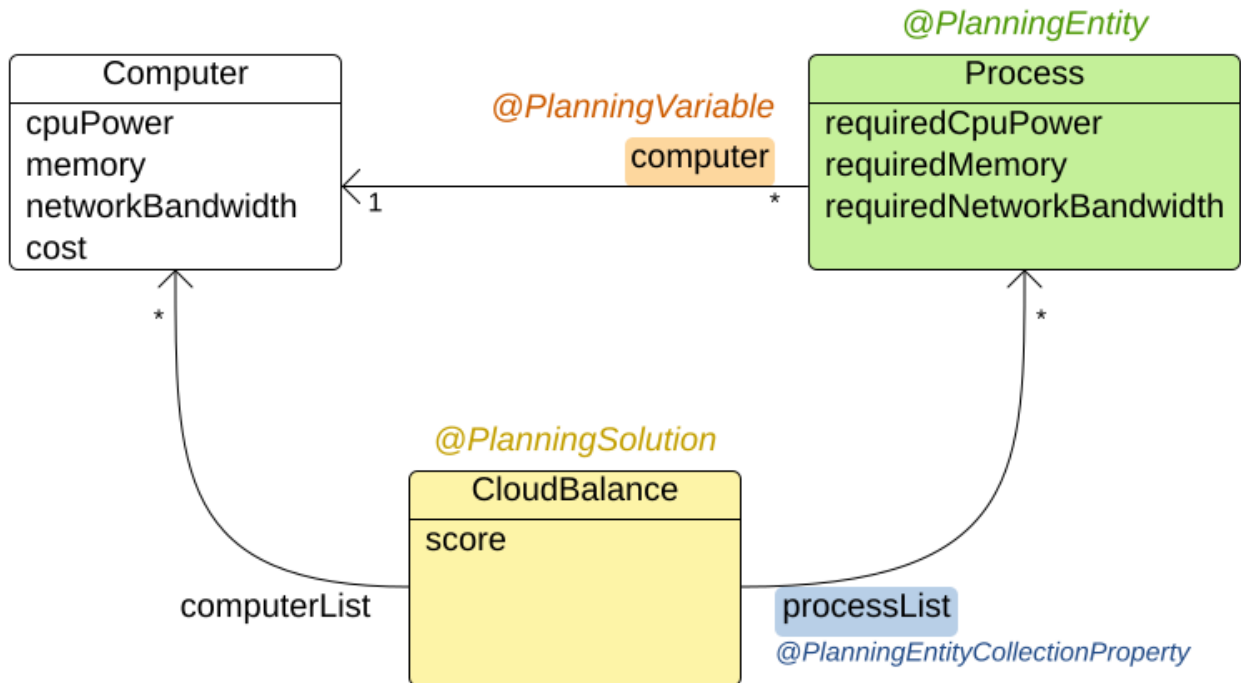 @PlanningEntity
Computer
cpuPower
memory
networkBandwidth
cost
@PlanningVariable
computer
1
*
Process
requiredCpuPower
requiredMemory
requiredNetworkBandwidth
*
*
@PlanningSolution
CloudBalance
score
computerList
processList
@PlanningEntityCollectionProperty